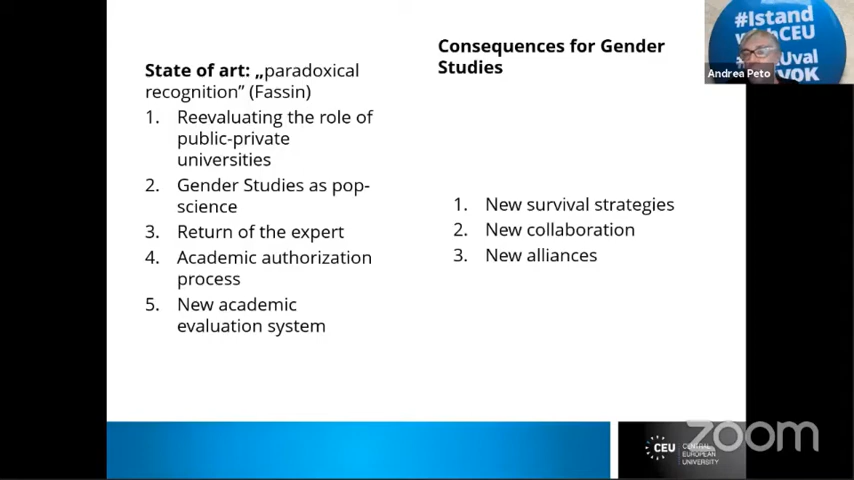 State of art: „paradoxical
recognition” (Fassin)
1. Reevaluating the role of
public-private
universities
2. Gender Studies as pop-
science
3. Return of the expert
4. Academic authorization
process
5. New academic
evaluation system
Consequences for Gender
Studies
1. New survival strategies
2. New collaboration
3. New alliances
#Istand
CEU
Andrea Peto
CEU
CENTRAL
EUROPEAN
UNIVERSITY
zoom